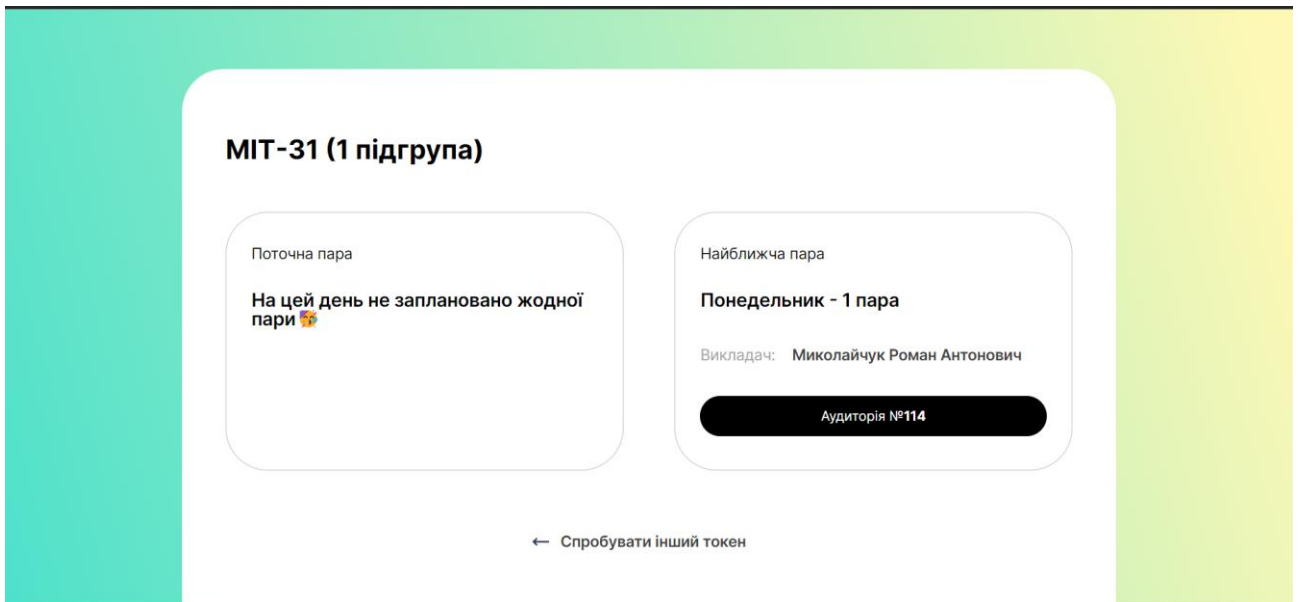 МІТ-31 (1 підгрупа)
Поточна пара
На цей день не заплановано жодної
пари🥳
Найближча пара
Понедельник - 1 пара
Викладач: Миколайчук Роман Антонович
Аудиторія №114
← Спробувати інший токен